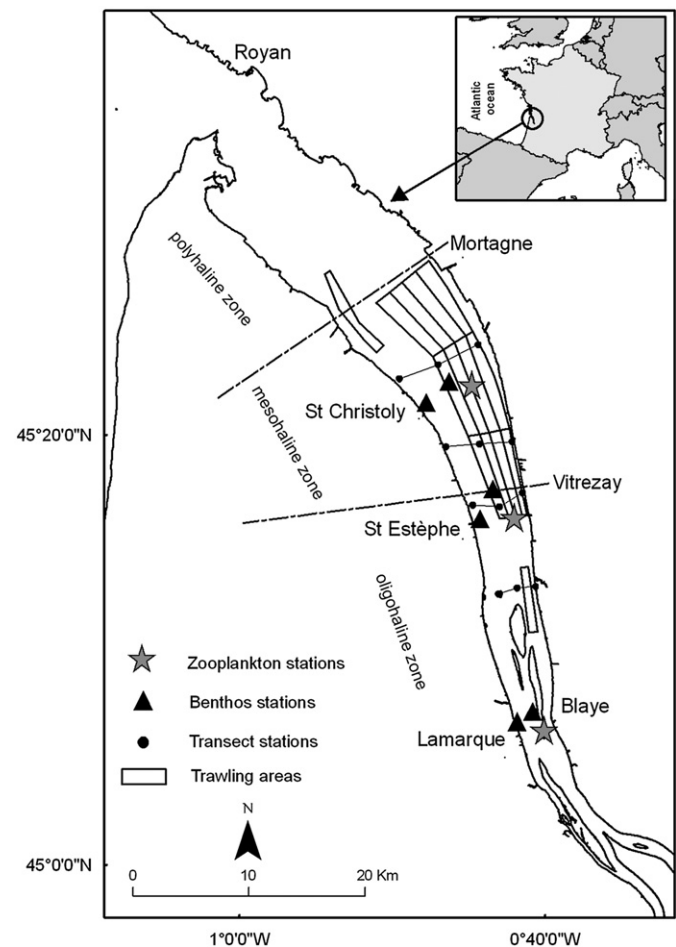 Royan
Atlantic
ocean
Mortagne
polyhaline zone
St Christoly
45°20'0"N
mesohaline zone
Vitrezay
St Estèphe
oligohaline zone
Zooplankton stations
Benthos stations
Blaye
Lamarque
Transect stations
Trawling areas
N
45°0'0"N
0 10 20 Km
1°0'0"W 0°40'0"W